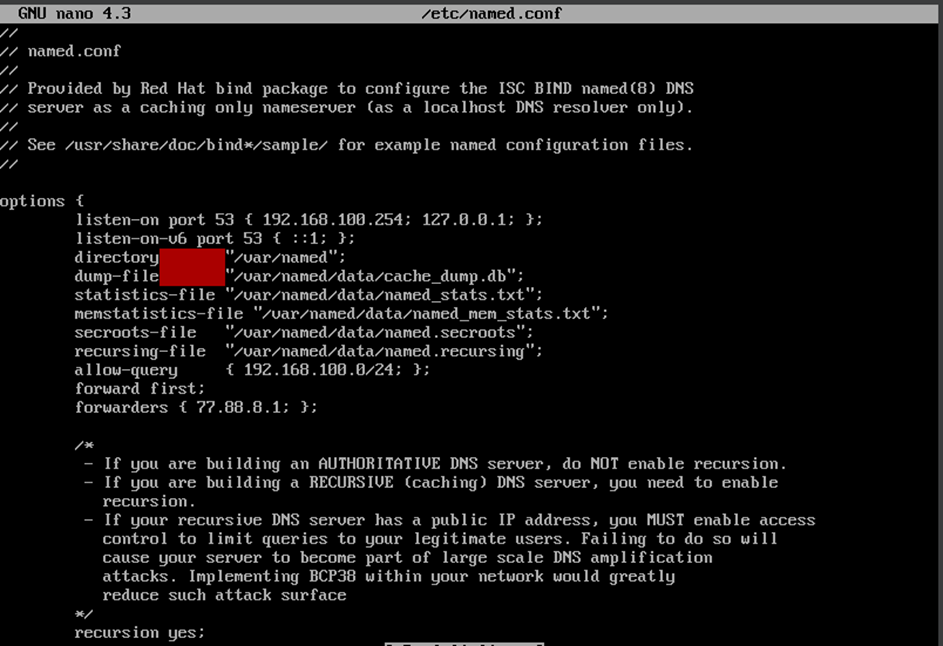 GNU nano 4.3 /etc/named.conf
//
// named.conf
//
// Provided by Red Hat bind package to configure the ISC BIND named(8) DNS
// server as a caching only nameserver (as a localhost DNS resolver only).
//
// See /usr/share/doc/bind*/sample/ for example named configuration files.
//
options {
listen-on port 53 { 192.168.100.254; 127.0.0.1; };
listen-on-v6 port 53 { ::1; };
directory "/var/named";
dump-file "/var/named/data/cache_dump.db";
statistics-file "/var/named/data/named_stats.txt";
memstatistics-file "/var/named/data/named_mem_stats.txt";
secroots-file "/var/named/data/named.secroots";
recursing-file "/var/named/data/named.recursing";
allow-query { 192.168.100.0/24; };
forward first;
forwarders { 77.88.8.1; };
/*
- If you are building an AUTHORITATIVE DNS server, do NOT enable recursion.
- If you are building a RECURSIVE (caching) DNS server, you need to enable
recursion.
- If your recursive DNS server has a public IP address, you MUST enable access
control to limit queries to your legitimate users. Failing to do so will
cause your server to become part of large scale DNS amplification
attacks. Implementing BCP38 within your network would greatly
reduce such attack surface
*/
recursion yes;